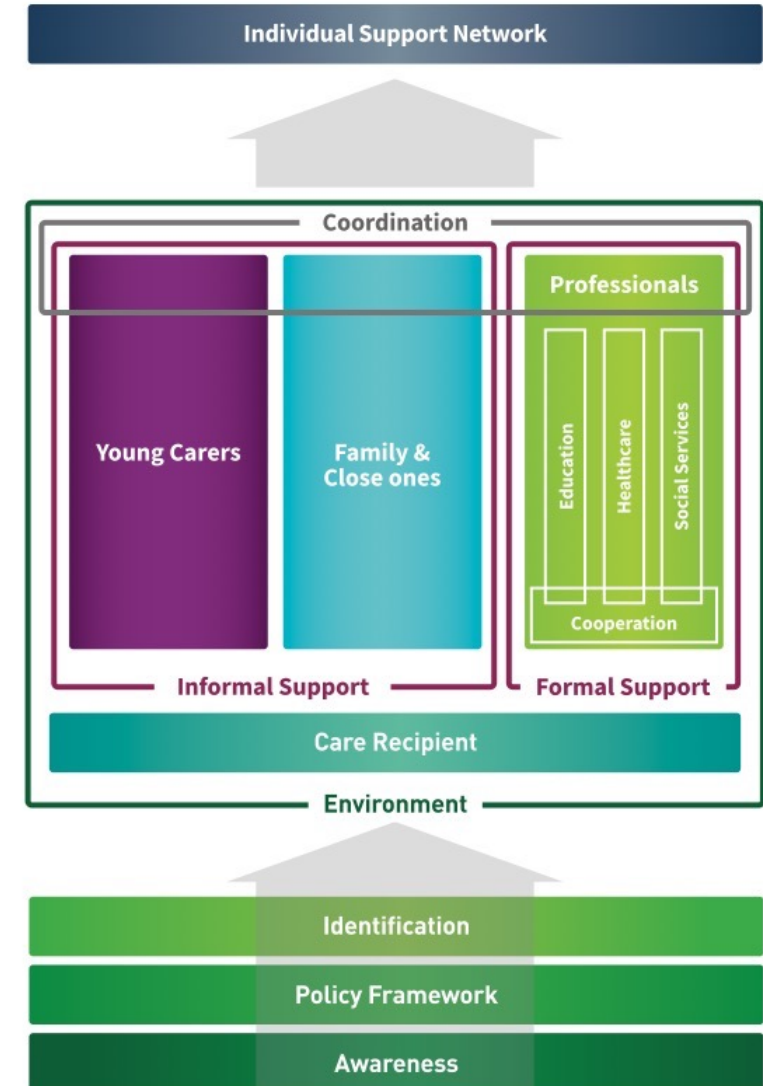 Individual Support Network
Coordination
Professionals
Young Carers
Family &
Close ones
Education
Healthcare
Social Services
Cooperation
Informal Support
Formal Support
Care Recipient
Environment
Identification
Policy Framework
Awareness